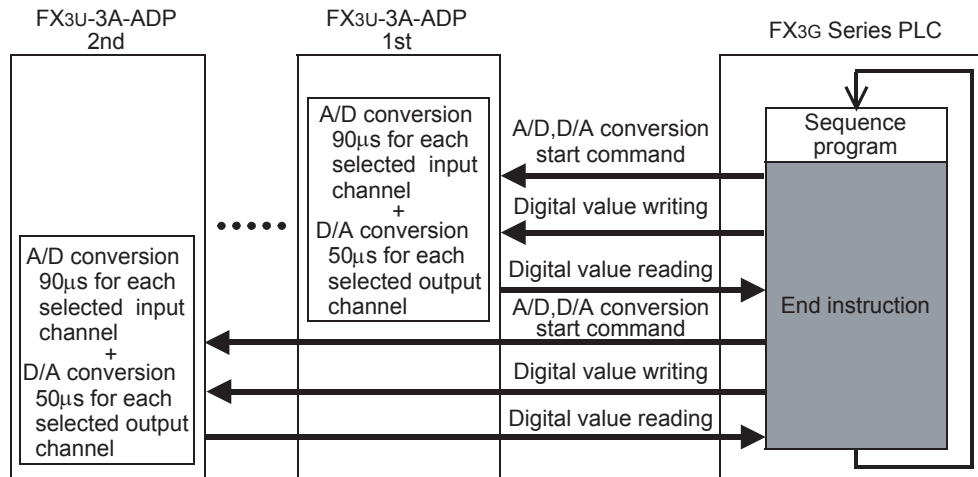 FX3U-3A-ADP
2nd
FX3U-3A-ADP
1st
FX3G Series PLC
A/D conversion
90μs for each
selected input
channel
+
D/A conversion
50μs for each
selected output
channel
A/D conversion
90μs for each
selected input
channel
+
D/A conversion
50μs for each
selected output
channel
A/D,D/A conversion
start command
Digital value writing
Digital value reading
A/D,D/A conversion
start command
Digital value writing
Digital value reading
Sequence
program
End instruction